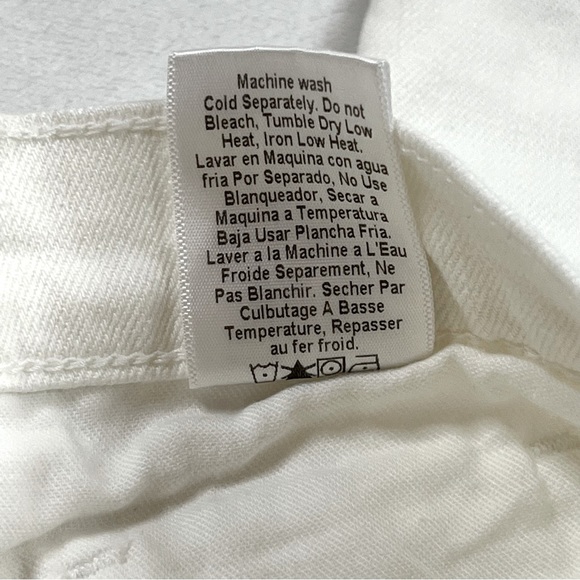 Machine wash
Cold Separately. Do not
Bleach, Tumble Dry Low
Heat, Iron Low Heat.
Lavar en Maquina con agua
fria Por Separado, No Use
Blanqueador, Secar a
Maquina a Temperatura
Baja Usar Plancha Fria.
Laver a la Machine a L'Eau
Froide Separement, Ne
Pas Blanchir. Secher Par
Culbutage A Basse
Temperature, Repasser
au fer froid.